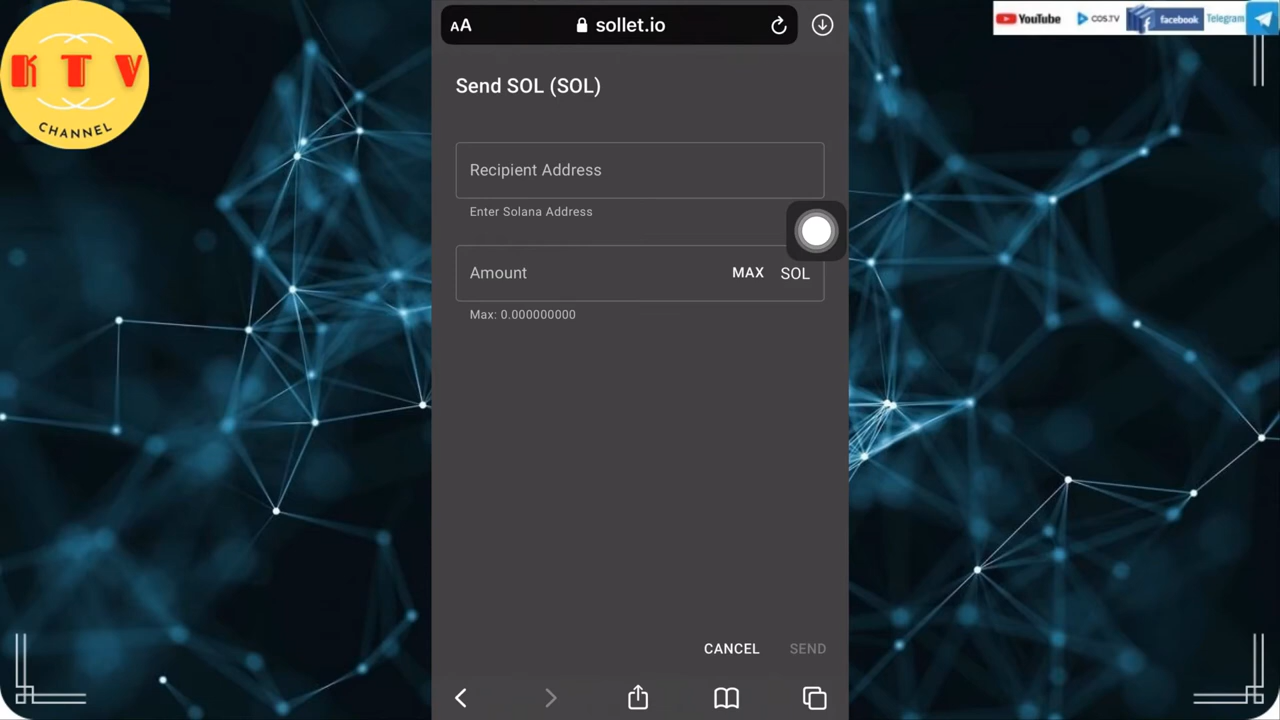 K T V
CHANNEL
YouTube
COS.TV
facebook
Telegram
AA
sollet.io
Send SOL (SOL)
Recipient Address
Enter Solana Address
Amount
MAX SOL
Max: 0.000000000
CANCEL SEND